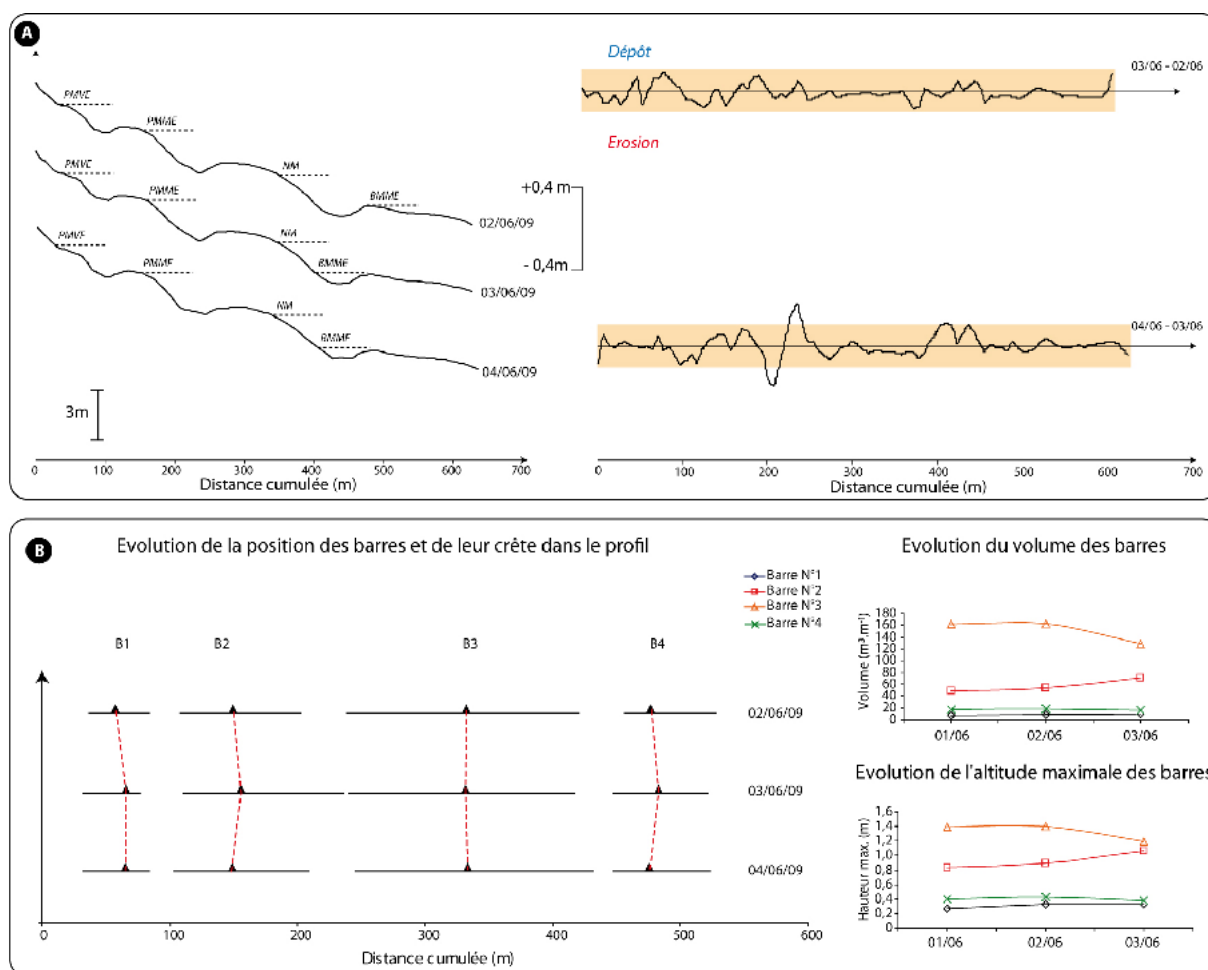 A
Dépôt
03/06 - 02/06
PMVE
PMME
NM
BMME
02/06/09
Erosion
+0,4 m
- 0,4m
PMVE
PMME
NM
BMME
03/06/09
PMVE
PMME
NM
BMME
04/06/09
04/06 - 03/06
3m
0 100 200 300 400 500 600 700
Distance cumulée (m)
0 100 200 300 400 500 600 700
Distance cumulée (m)
B
Evolution de la position des barres et de leur crête dans le profil
Barre N°1
Barre N°2
Barre N°3
Barre N°4
B1 B2 B3 B4
02/06/09
03/06/09
04/06/09
0 100 200 300 400 500 600
Distance cumulée (m)
Evolution du volume des barres
Volume (m³.m⁻¹)
180
160
140
120
100
80
60
40
20
0
01/06 02/06 03/06
Evolution de l'altitude maximale des barres
Hauteur max. (m)
1,6
1,4
1,2
1,0
0,8
0,6
0,4
0,2
0
01/06 02/06 03/06